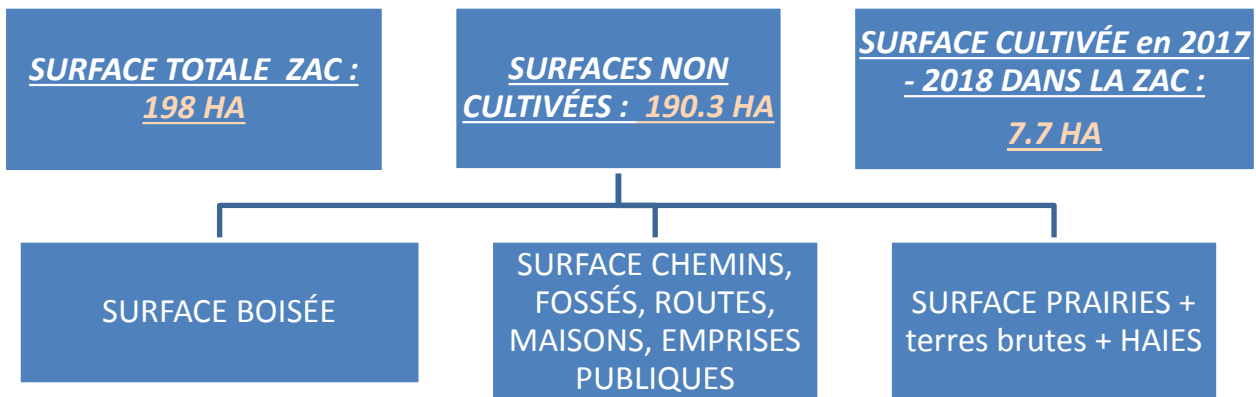 SURFACE TOTALE ZAC :
198 HA
SURFACES NON
CULTIVÉES : 190.3 HA
SURFACE CULTIVÉE en 2017
- 2018 DANS LA ZAC :
7.7 HA
SURFACE BOISÉE
SURFACE CHEMINS,
FOSSÉS, ROUTES,
MAISONS, EMPRISES
PUBLIQUES
SURFACE PRAIRIES +
terres brutes + HAIES